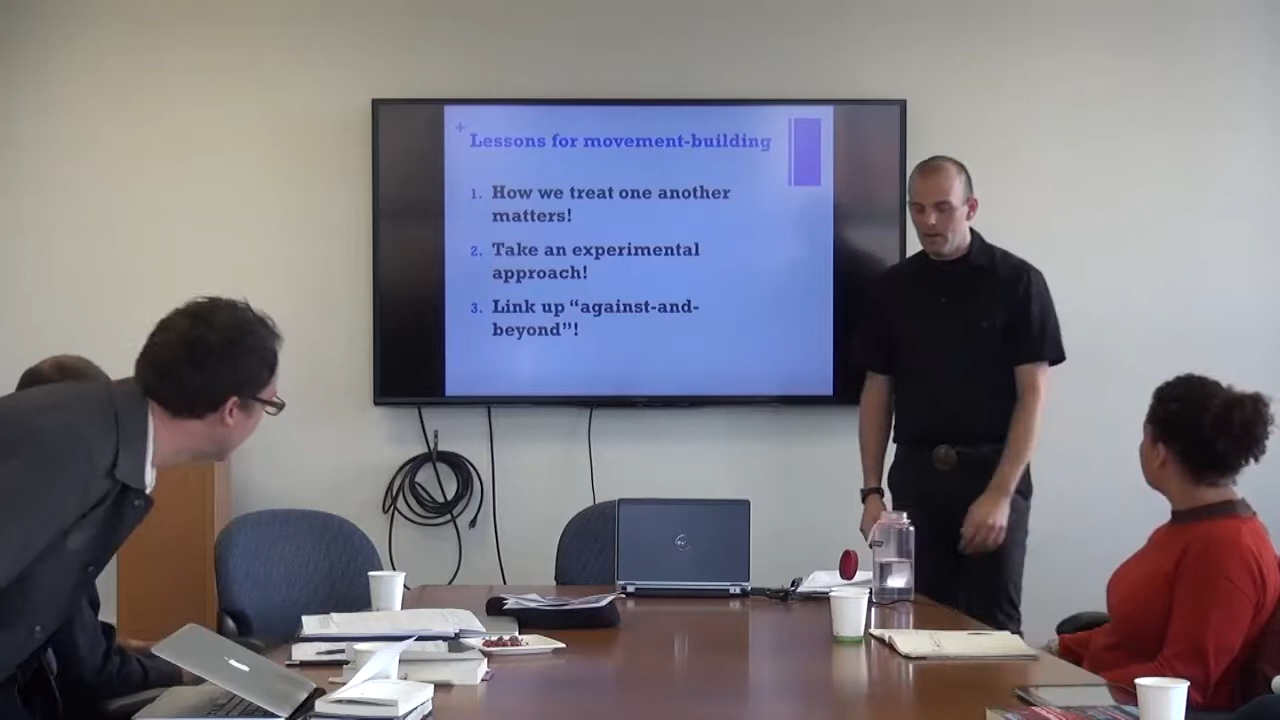 +
Lessons for movement-building
1. How we treat one another
matters!
2. Take an experimental
approach!
3. Link up “against-and-
beyond”!